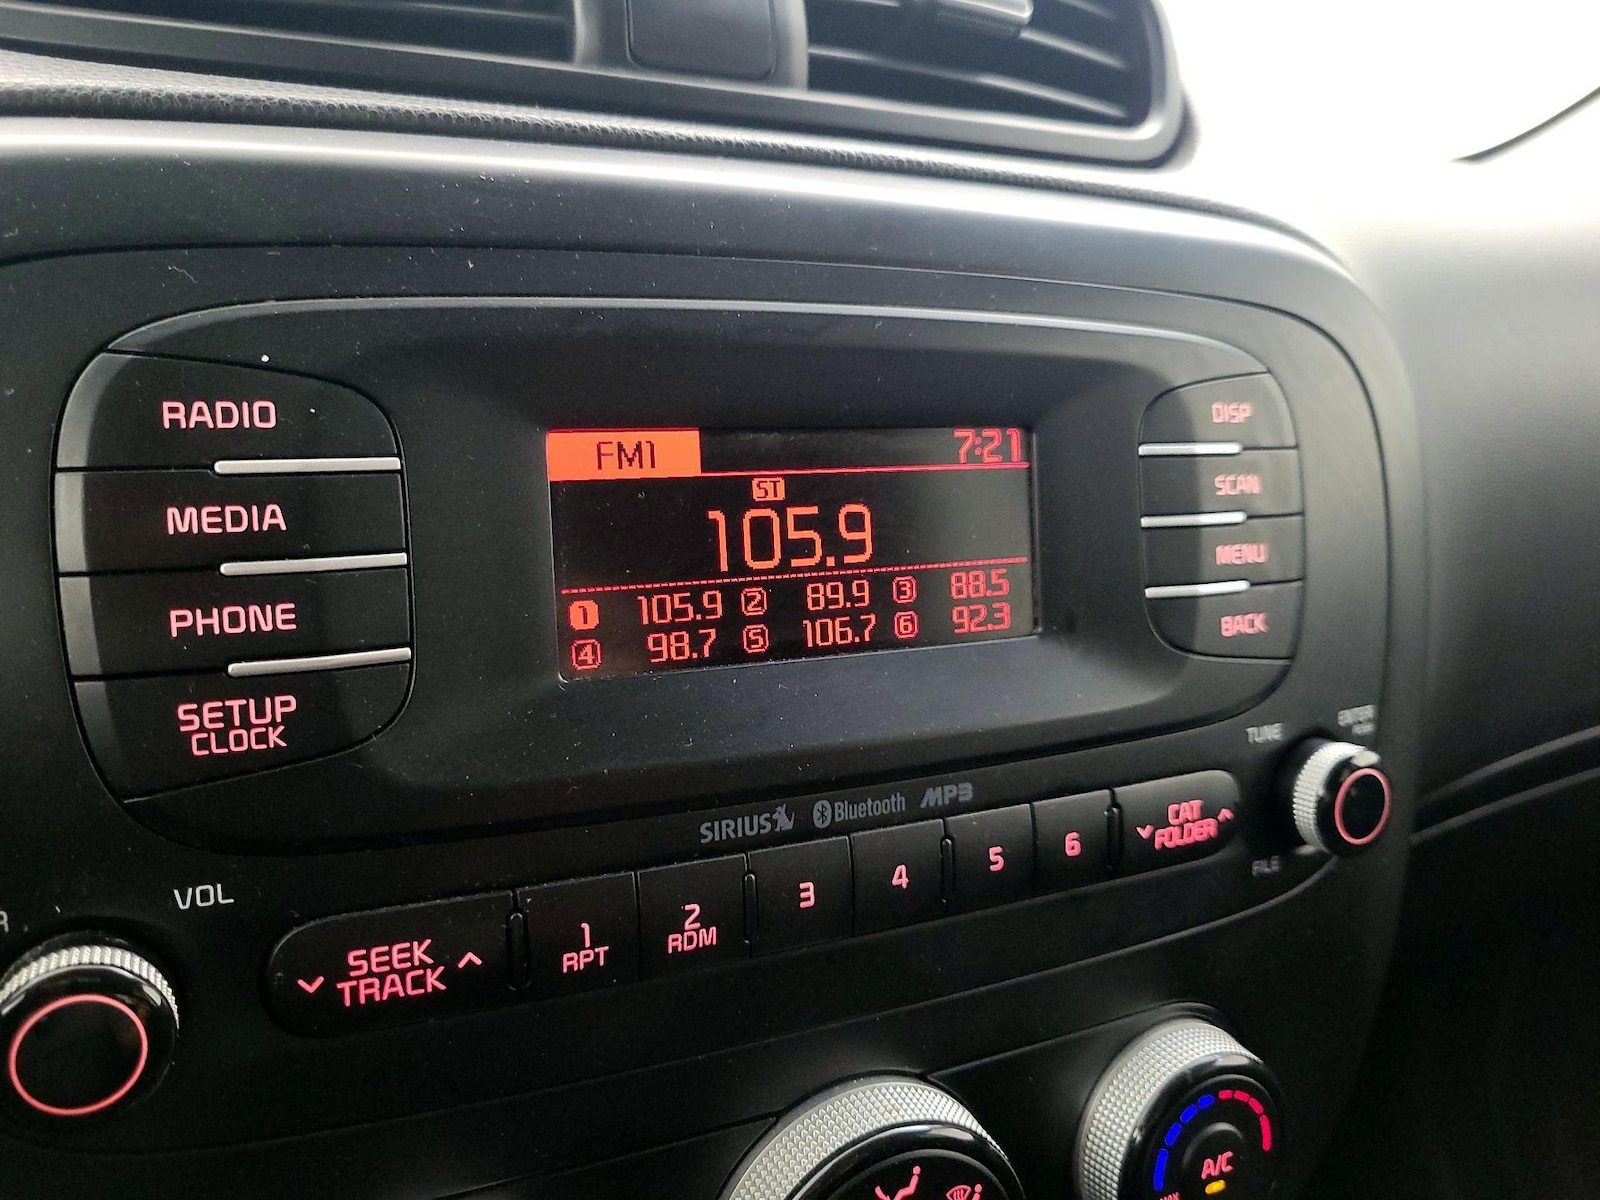 RADIO
MEDIA
PHONE
SETUP
CLOCK
FM1 7:21
ST
105.9
1 105.9 2 89.9 3 88.5
4 98.7 5 106.7 6 92.3
DISP
SCAN
MENU
BACK
TUNE ENTER
FILE
SIRIUS Bluetooth MP3
VOL
SEEK
TRACK
1
RPT
2
RDM
3
4
5
6
CAT
FOLDER
A/C